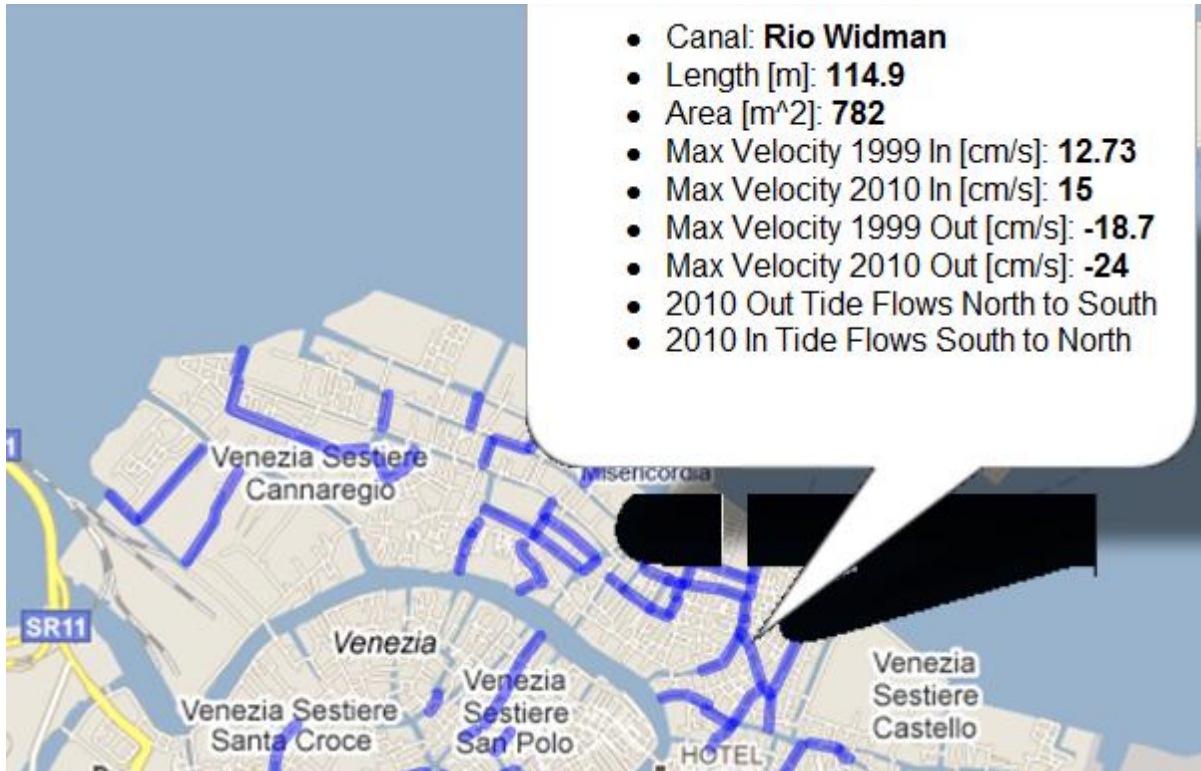 • Canal: Rio Widman
• Length [m]: 114.9
• Area [m^2]: 782
• Max Velocity 1999 In [cm/s]: 12.73
• Max Velocity 2010 In [cm/s]: 15
• Max Velocity 1999 Out [cm/s]: -18.7
• Max Velocity 2010 Out [cm/s]: -24
• 2010 Out Tide Flows North to South
• 2010 In Tide Flows South to North
1
Venezia Sestiere
Cannaregio
Misericordia
SR11
Venezia
Venezia Sestiere
Santa Croce
Venezia
Sestiere
San Polo
Venezia
Sestiere
Castello
HOTEL